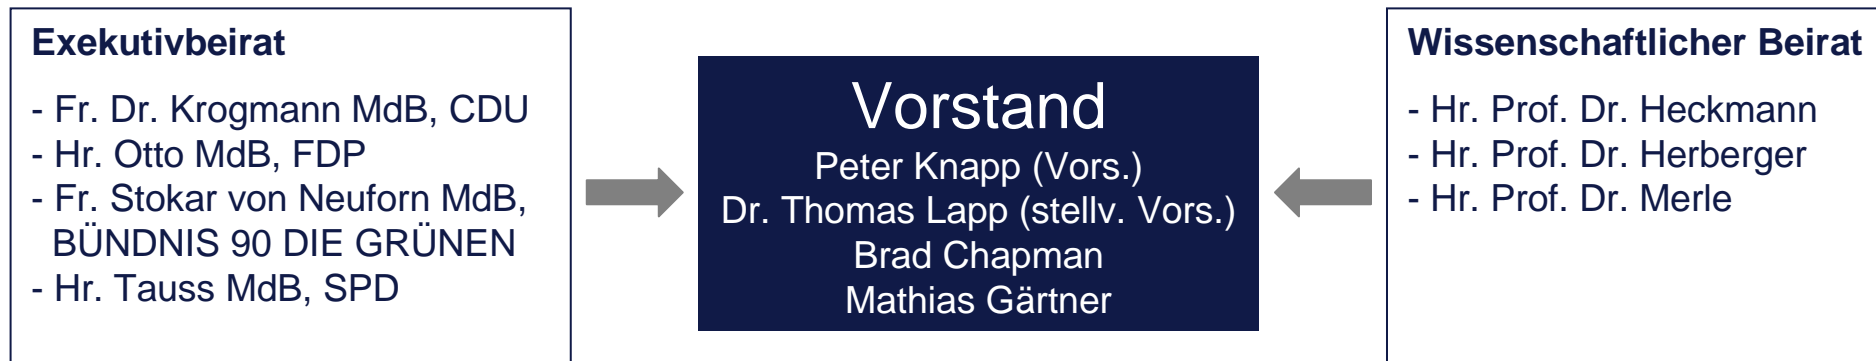 Exekutivbeirat
- Fr. Dr. Krogmann MdB, CDU
- Hr. Otto MdB, FDP
- Fr. Stokar von Neuforn MdB,
BÜNDNIS 90 DIE GRÜNEN
- Hr. Tauss MdB, SPD
Vorstand
Peter Knapp (Vors.)
Dr. Thomas Lapp (stellv. Vors.)
Brad Chapman
Mathias Gärtner
Wissenschaftlicher Beirat
- Hr. Prof. Dr. Heckmann
- Hr. Prof. Dr. Herberger
- Hr. Prof. Dr. Merle